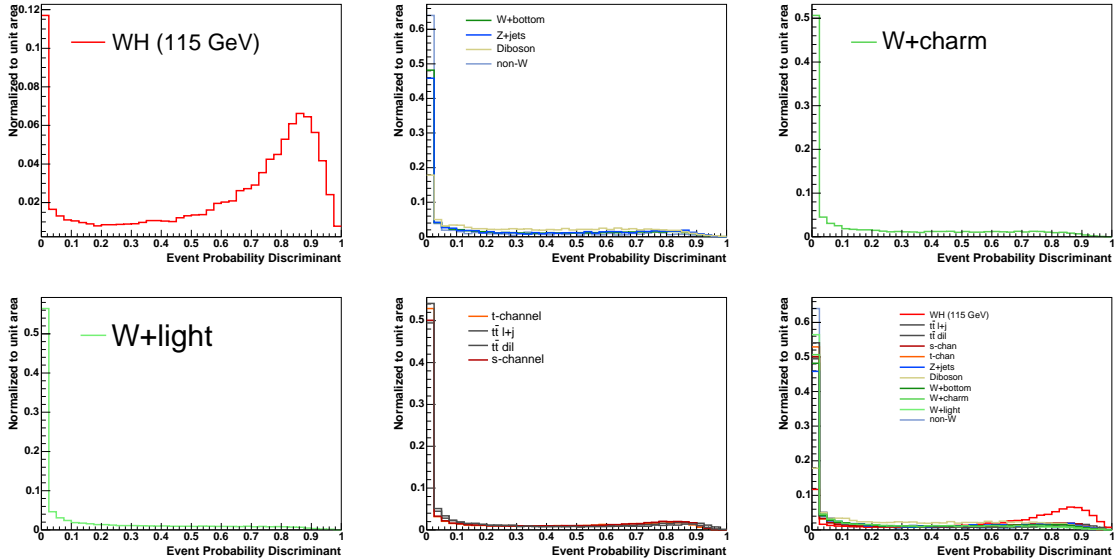 Normalized to unit area
0.12
0.1
0.08
0.06
0.04
0.02
WH (115 GeV)
0 0.1 0.2 0.3 0.4 0.5 0.6 0.7 0.8 0.9 1
Event Probability Discriminant
Normalized to unit area
0.6
0.5
0.4
0.3
0.2
0.1
0
W+bottom
Z+jets
Diboson
non-W
0 0.1 0.2 0.3 0.4 0.5 0.6 0.7 0.8 0.9 1
Event Probability Discriminant
Normalized to unit area
0.5
0.4
0.3
0.2
0.1
0
W+charm
0 0.1 0.2 0.3 0.4 0.5 0.6 0.7 0.8 0.9 1
Event Probability Discriminant
Normalized to unit area
0.5
0.4
0.3
0.2
0.1
0
W+light
0 0.1 0.2 0.3 0.4 0.5 0.6 0.7 0.8 0.9 1
Event Probability Discriminant
Normalized to unit area
0.5
0.4
0.3
0.2
0.1
0
t-channel
tt̄ l+j
tt̄ dil
s-channel
0 0.1 0.2 0.3 0.4 0.5 0.6 0.7 0.8 0.9 1
Event Probability Discriminant
Normalized to unit area
0.6
0.5
0.4
0.3
0.2
0.1
0
WH (115 GeV)
tt̄ l+j
tt̄ dil
s-chan
t-chan
Z+jets
Diboson
W+bottom
W+charm
W+light
non-W
0 0.1 0.2 0.3 0.4 0.5 0.6 0.7 0.8 0.9 1
Event Probability Discriminant